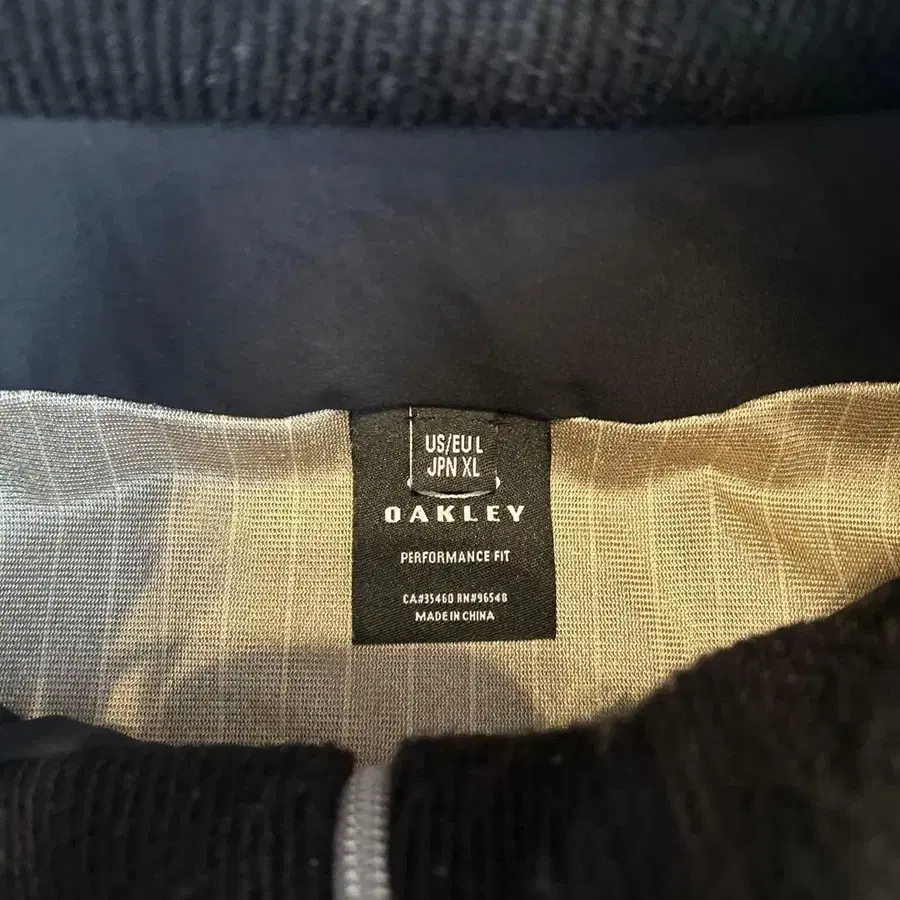 US/EU L
JPN XL
OAKLEY
PERFORMANCE FIT
CA#35460 RN#96548
MADE IN CHINA